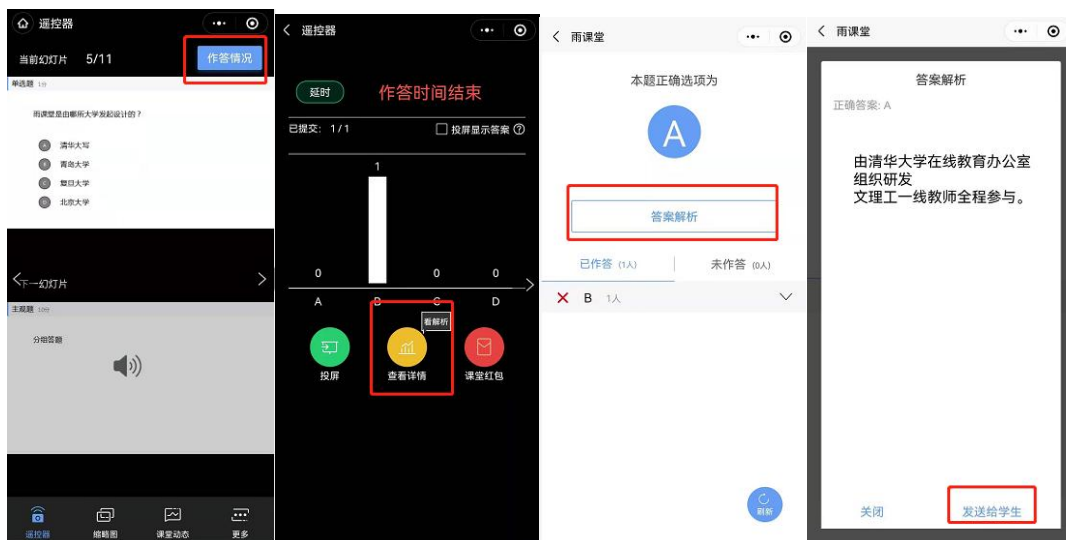 遥控器
当前幻灯片 5/11
作答情况
单选题 1分
雨课堂是由哪所大学发起设计的？
A 清华大写
B 青岛大学
C 复旦大学
D 北京大学
下一幻灯片
主观题 10分
分组答题
遥控器 缩略图 课堂动态 更多
遥控器
延时 作答时间结束
已提交：1/1 投屏显示答案
1
0 0 0
A B C D
看解析
投屏 查看详情 课堂红包
雨课堂
本题正确选项为
A
答案解析
已作答 (1人) 未作答 (0人)
B 1人
刷新
雨课堂
答案解析
正确答案: A
由清华大学在线教育办公室
组织研发
文理工一线教师全程参与。
关闭 发送给学生